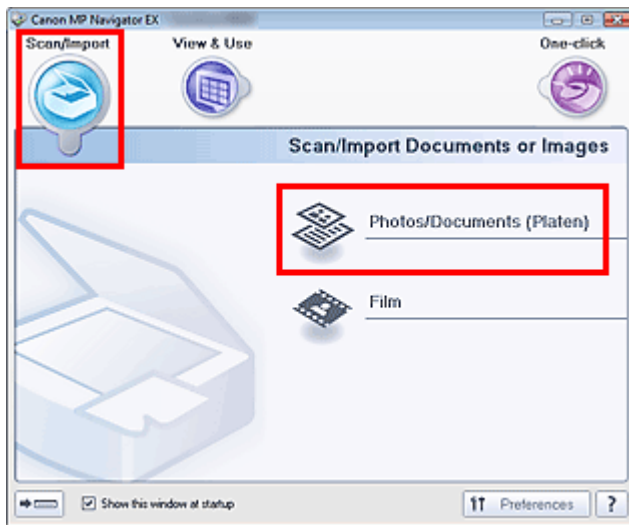 Canon MP Navigator EX
Scan/Import
View & Use
One-click
Scan/Import Documents or Images
Photos/Documents (Platen)
Film
Show this window at startup
Preferences
?